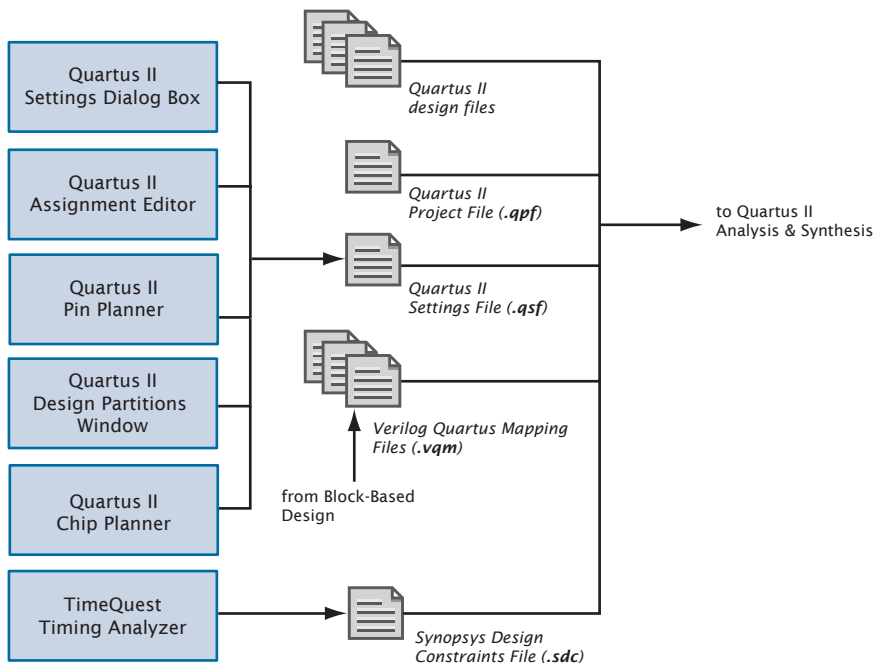 Quartus II
Settings Dialog Box
Quartus II
Assignment Editor
Quartus II
Pin Planner
Quartus II
Design Partitions
Window
Quartus II
Chip Planner
TimeQuest
Timing Analyzer
Quartus II
design files
Quartus II
Project File (.qpf)
Quartus II
Settings File (.qsf)
Verilog Quartus Mapping
Files (.vqm)
from Block-Based
Design
Synopsys Design
Constraints File (.sdc)
to Quartus II
Analysis & Synthesis